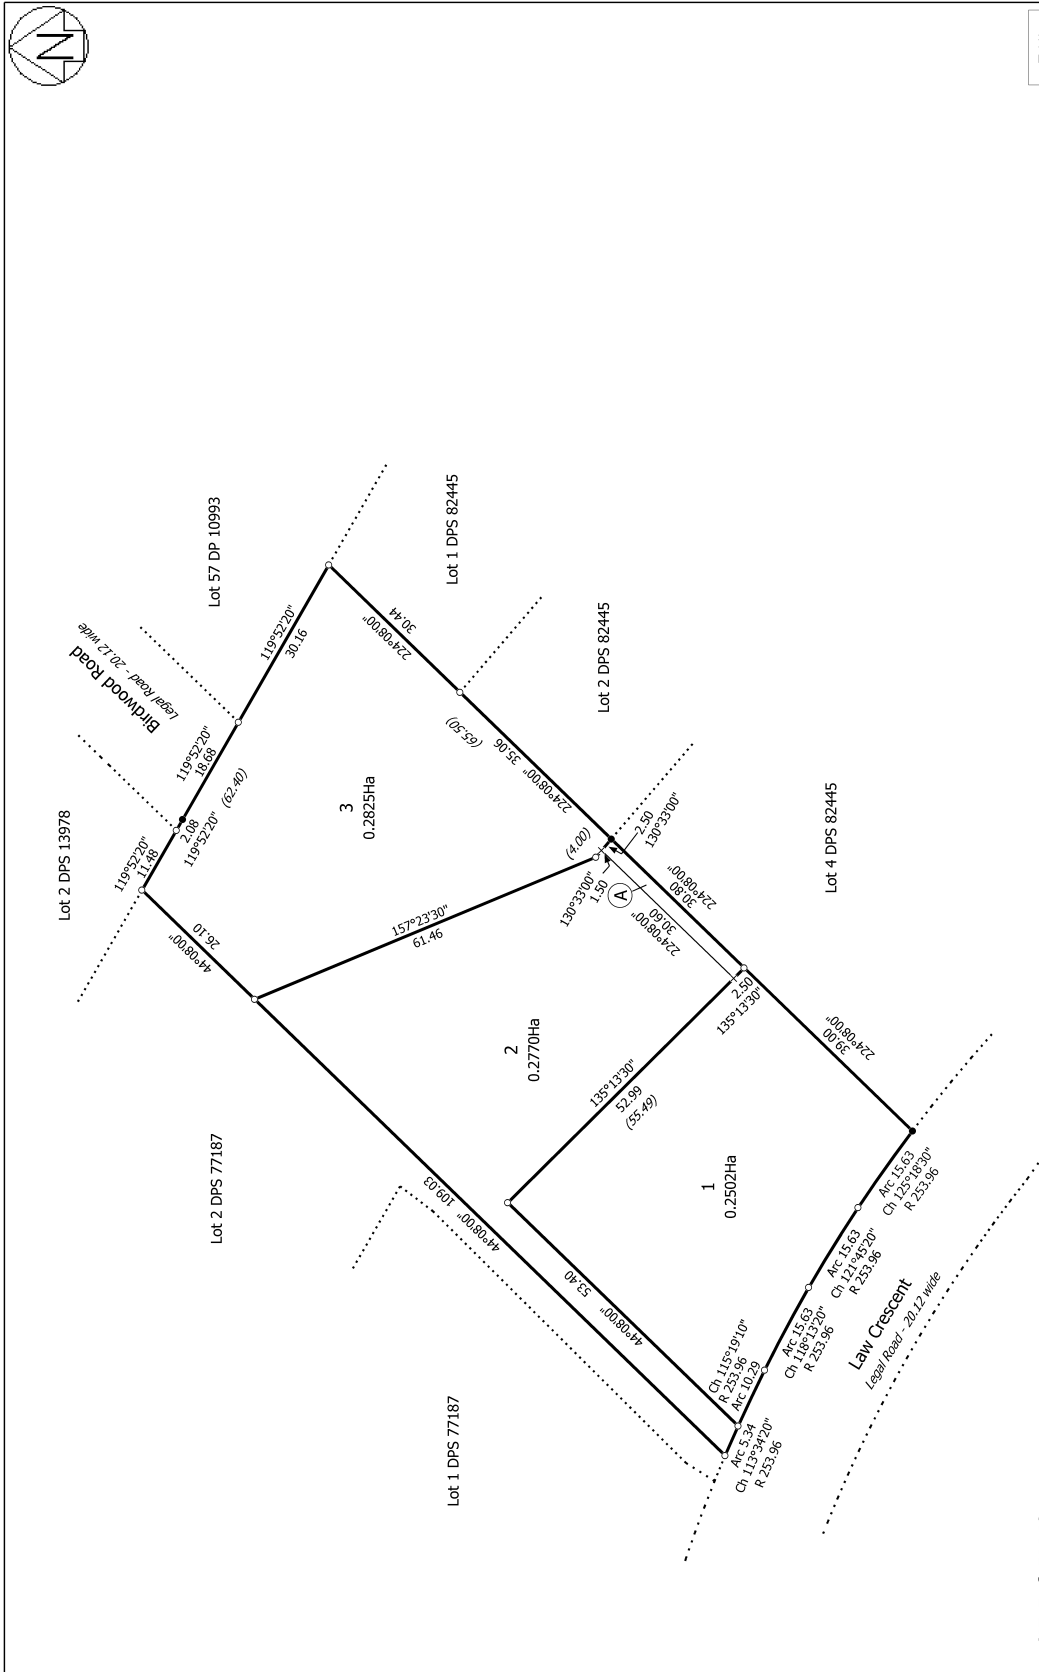 N
Lot 2 DPS 13978
Lot 57 DP 10993
Birdwood Road
Legal Road - 20.12 wide
119°52'20"
11.48
2.08
119°52'20"
119°52'20"
18.68
(62.40)
119°52'20"
30.16
44°08'00"
26.10
3
0.2825Ha
224°08'00"
30.44
Lot 1 DPS 82445
(65.50)
224°08'00"
35.06
Lot 2 DPS 82445
157°23'30"
61.46
(4.00)
130°33'00"
1.50
2.50
130°33'00"
A
224°08'00"
30.60
224°08'00"
30.80
Lot 4 DPS 82445
2
0.2770Ha
135°13'30"
52.99
(55.49)
2.50
135°13'30"
224°08'00"
39.00
Lot 2 DPS 77187
44°08'00"
109.03
1
0.2502Ha
44°08'00"
53.40
Lot 1 DPS 77187
Ch 115°19'10"
R 253.96
Arc 10.29
Arc 5.34
Ch 113°34'20"
R 253.96
Arc 15.63
Ch 118°13'20"
R 253.96
Arc 15.63
Ch 121°45'20"
R 253.96
Arc 15.63
Ch 125°18'30"
R 253.96
Law Crescent
Legal Road - 20.12 wide